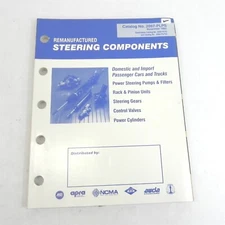 Catalog No.
REMANUFACTURED
STEERING COMPONENTS
Domestic and Import
Passenger Cars and Trucks
Power Steering Pumps & Filters
Rack & Pinion Units
Steering Gears
Control Valves
Power Cylinders
Distributed by:
apra
NCMA